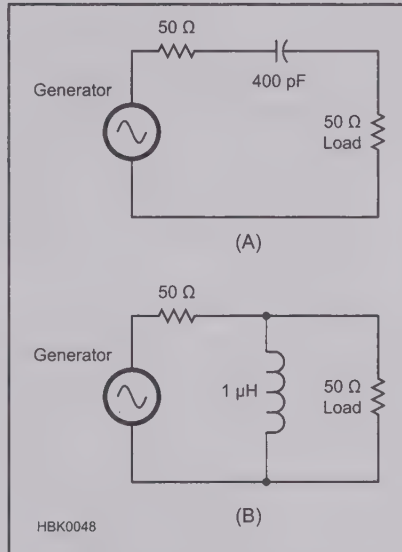 50 Ω
400 pF
Generator
50 Ω
Load
(A)
50 Ω
Generator
1 µH
50 Ω
Load
(B)
HBK0048